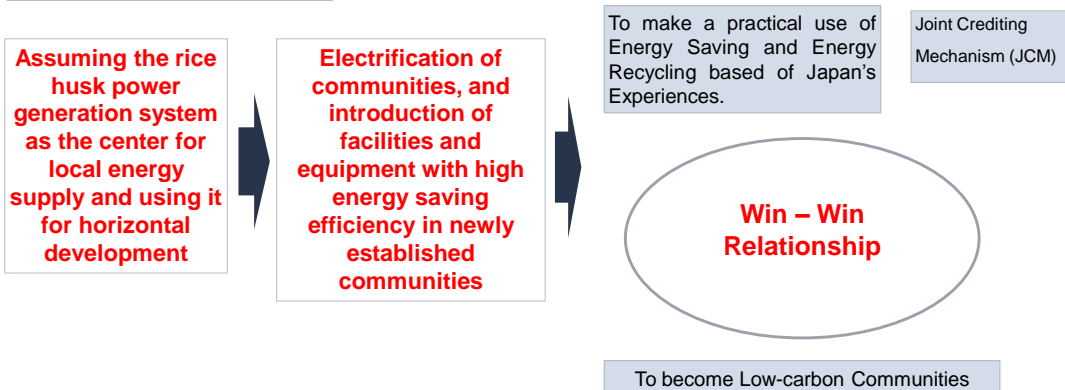 Assuming the rice
husk power
generation system
as the center for
local energy
supply and using it
for horizontal
development
Electrification of
communities, and
introduction of
facilities and
equipment with high
energy saving
efficiency in newly
established
communities
To make a practical use of
Energy Saving and Energy
Recycling based of Japan's
Experiences.
Joint Crediting
Mechanism (JCM)
Win – Win
Relationship
To become Low-carbon Communities